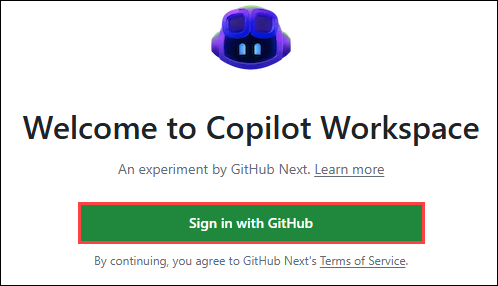 Welcome to Copilot Workspace
An experiment by GitHub Next. Learn more
Sign in with GitHub
By continuing, you agree to GitHub Next's Terms of Service.